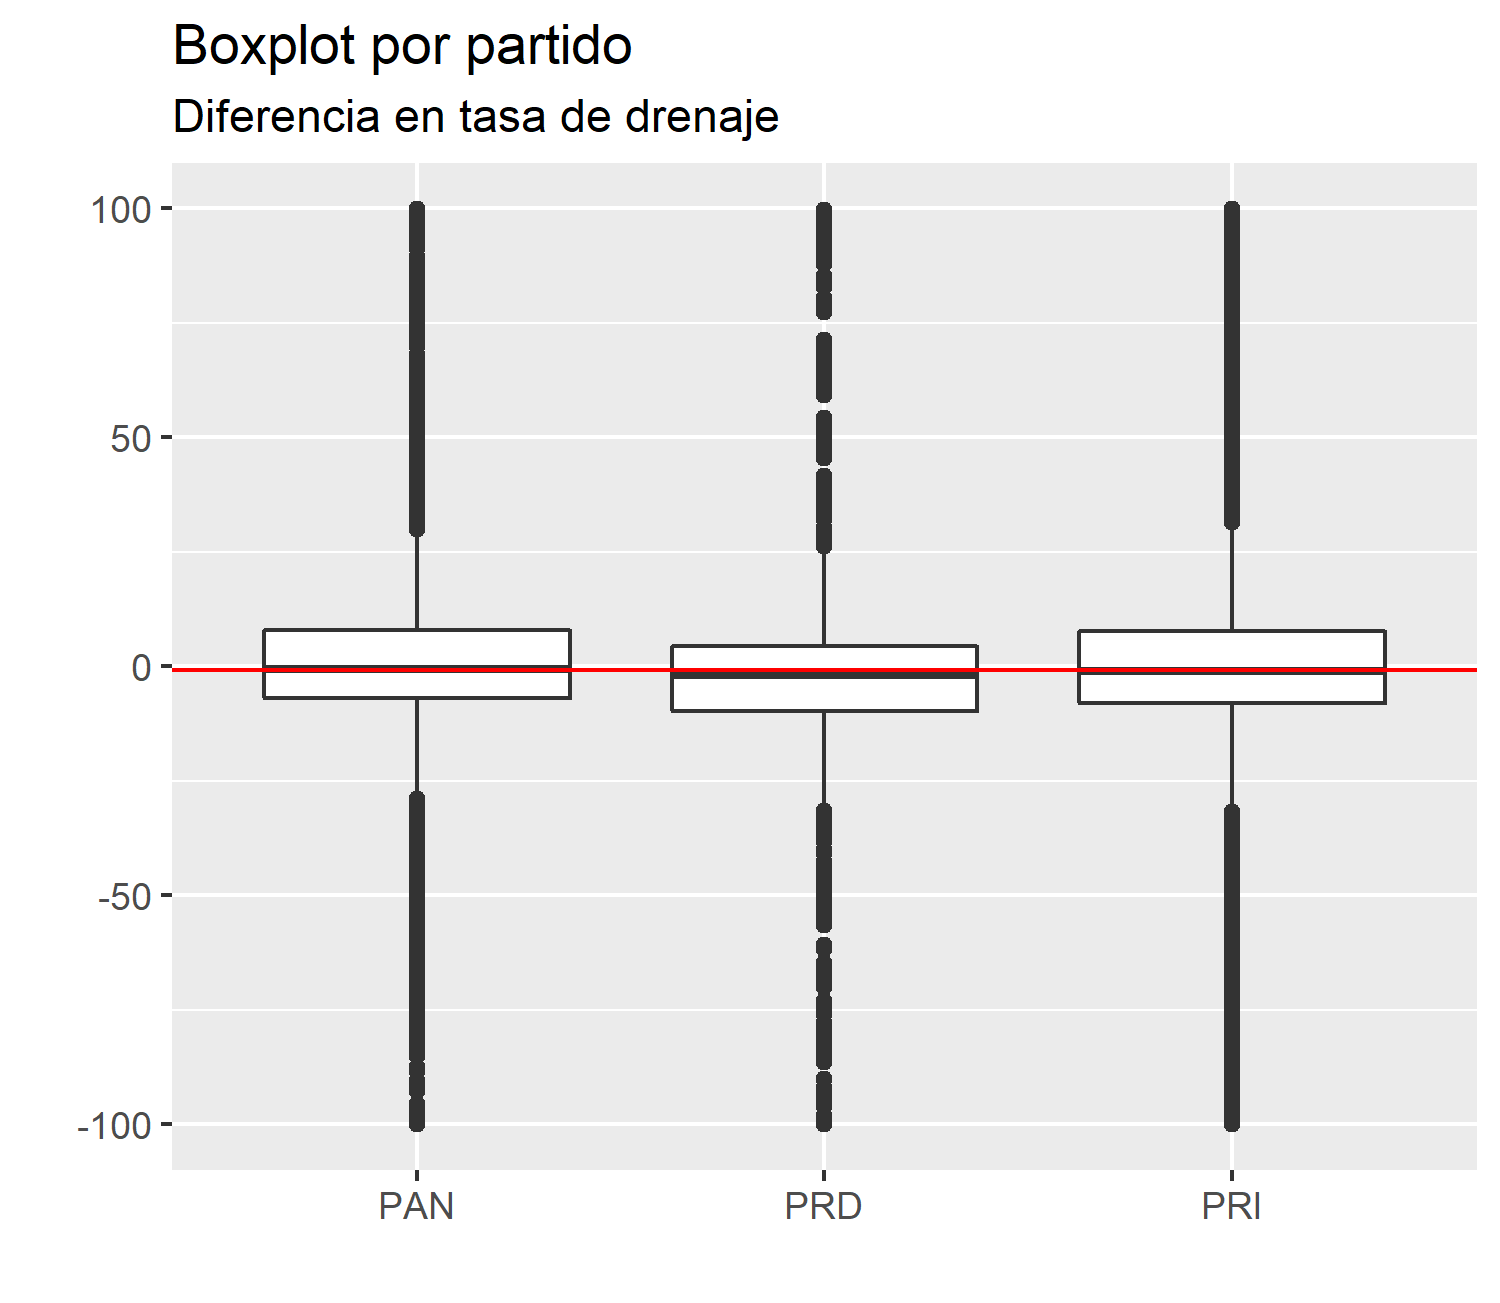 Boxplot por partido
Diferencia en tasa de drenaje
100
50
0
-50
-100
PAN
PRD
PRI